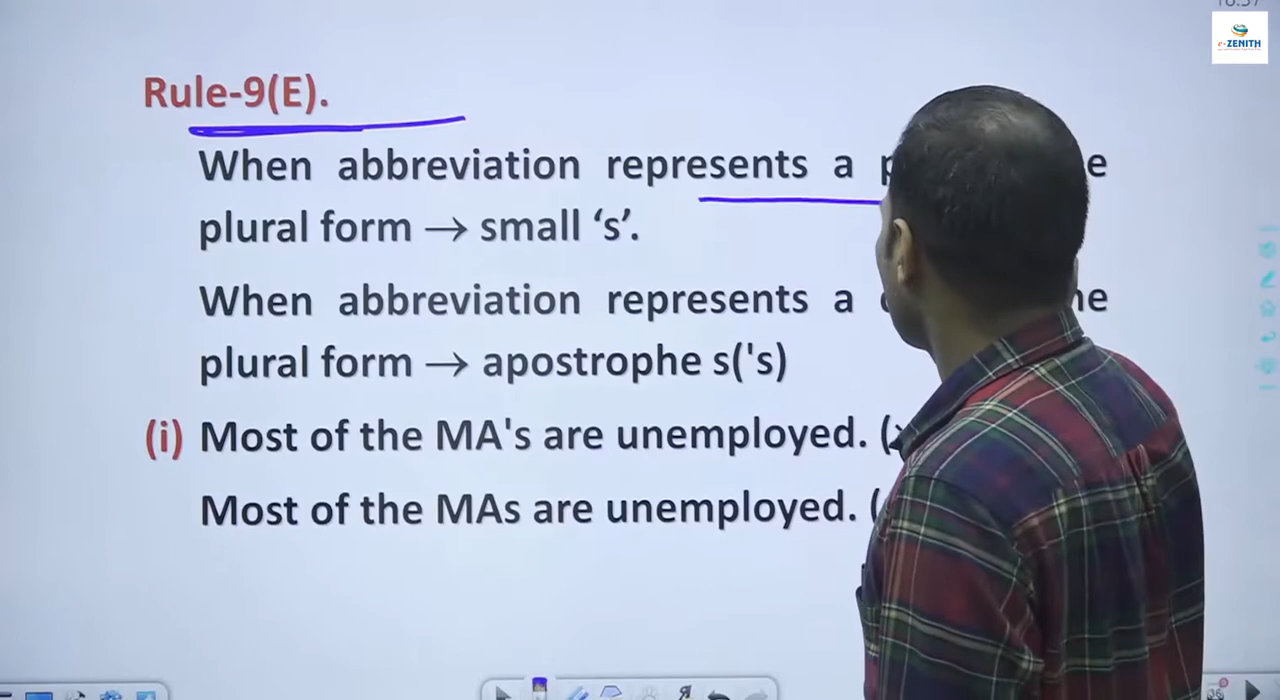 e-ZENITH
Rule-9(E).
When abbreviation represents a
plural form → small ‘s’.
When abbreviation represents a
plural form → apostrophe s('s)
(i) Most of the MA's are unemployed. (
Most of the MAs are unemployed. (